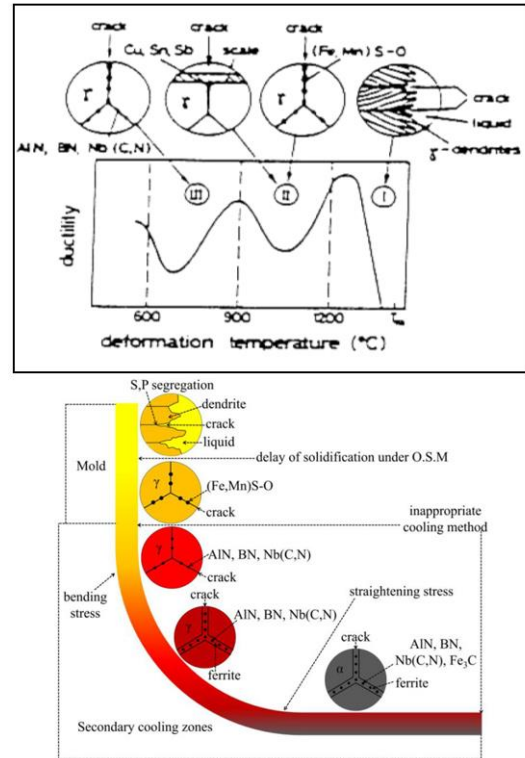 crack crack crack
Cu, Sn, Sb scale (Fe, Mn) S-O
γ γ γ crack
liquid
AlN, BN, Nb (C,N) γ-dendrites
III II I
ductility
600 900 1200
deformation temperature (°C)
S,P segregation
dendrite
crack
liquid
Mold
delay of solidification under O.S.M
γ
(Fe,Mn)S-O
crack
inappropriate
cooling method
γ
AlN, BN, Nb(C,N)
crack
bending
stress
crack
straightening stress
AlN, BN, Nb(C,N)
γ
ferrite
crack
AlN, BN,
Nb(C,N), Fe₃C
α
ferrite
Secondary cooling zones